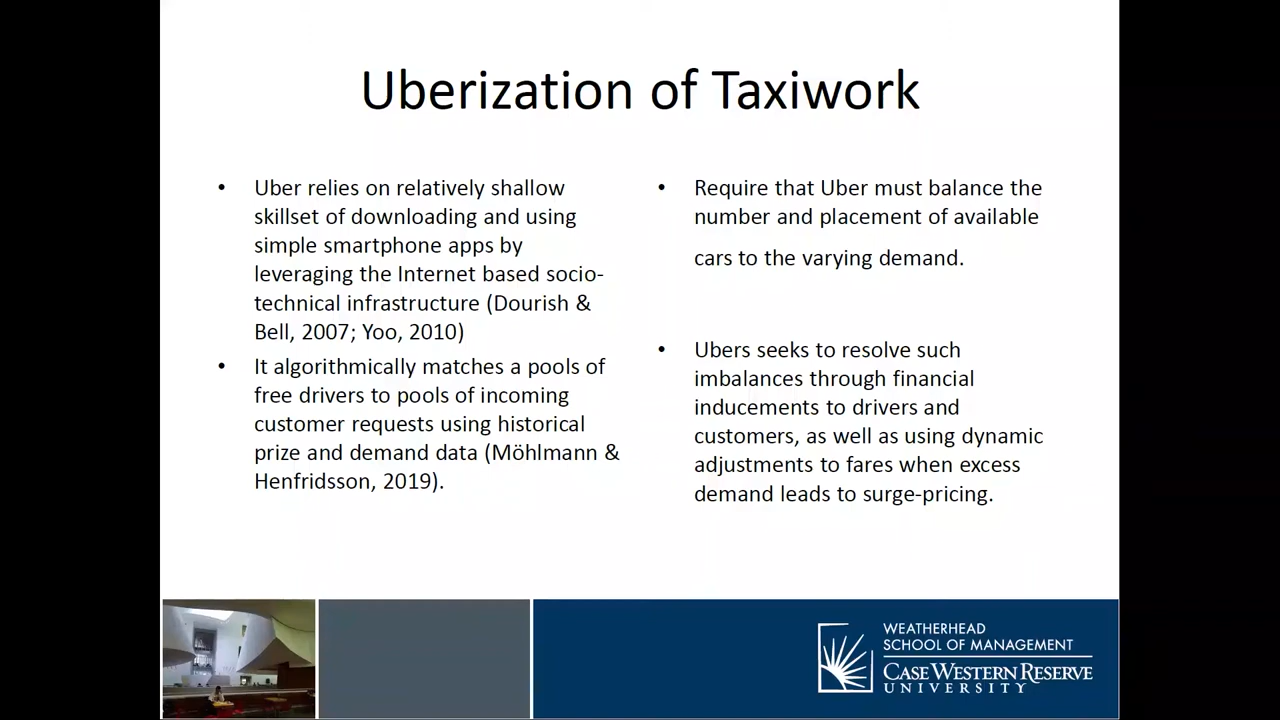 Uberization of Taxiwork
• Uber relies on relatively shallow
skillset of downloading and using
simple smartphone apps by
leveraging the Internet based socio-
technical infrastructure (Dourish &
Bell, 2007; Yoo, 2010)
• It algorithmically matches a pools of
free drivers to pools of incoming
customer requests using historical
prize and demand data (Möhlmann &
Henfridsson, 2019).
• Require that Uber must balance the
number and placement of available
cars to the varying demand.
• Ubers seeks to resolve such
imbalances through financial
inducements to drivers and
customers, as well as using dynamic
adjustments to fares when excess
demand leads to surge-pricing.
WEATHERHEAD
SCHOOL OF MANAGEMENT
CASE WESTERN RESERVE
UNIVERSITY